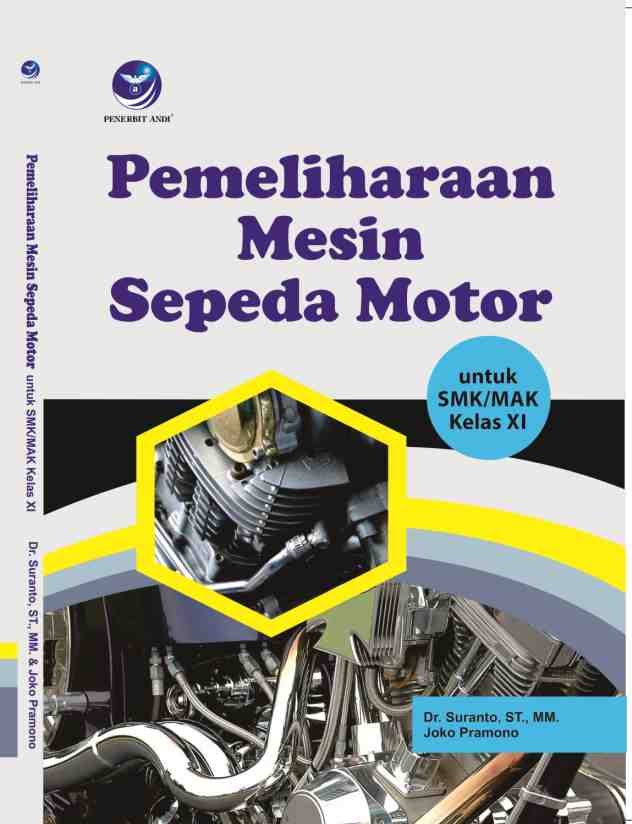 PENERBIT ANDI®
Pemeliharaan
Mesin
Sepeda Motor
untuk
SMK/MAK
Kelas XI
Dr. Suranto, ST., MM.
Joko Pramono
Pemeliharaan Mesin Sepeda Motor untuk SMK/MAK Kelas XI
Dr. Suranto, ST., MM. & Joko Pramono